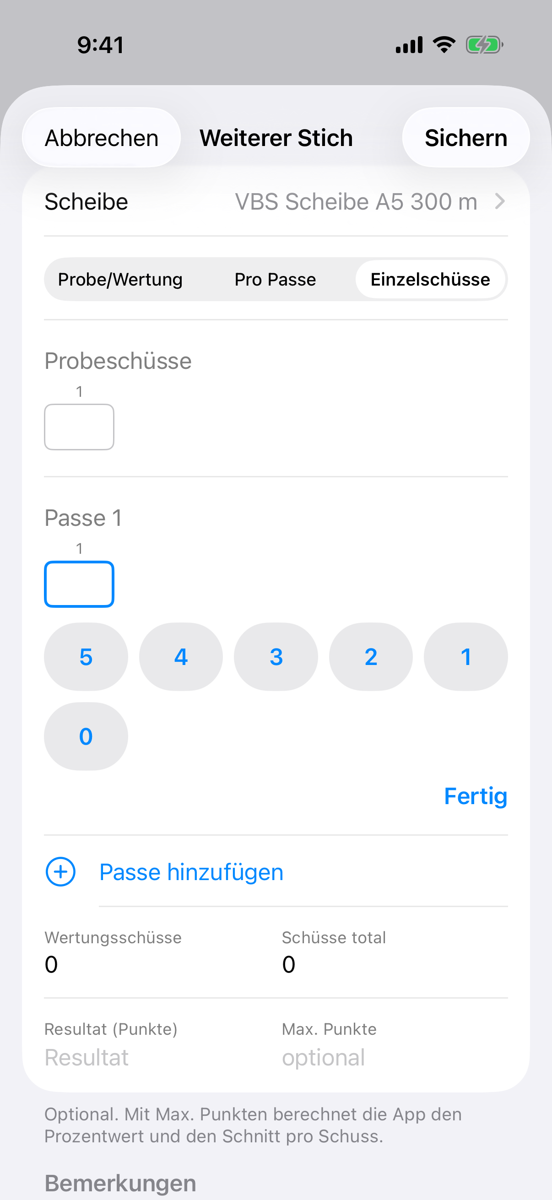 9:41
Abbrechen Weiterer Stich Sichern
Scheibe VBS Scheibe A5 300 m
Probe/Wertung Pro Passe Einzelschüsse
Probeschüsse
1
Passe 1
1
5 4 3 2 1
0
Fertig
Passe hinzufügen
Wertungsschüsse Schüsse total
0 0
Resultat (Punkte) Max. Punkte
Resultat optional
Optional. Mit Max. Punkten berechnet die App den
Prozentwert und den Schnitt pro Schuss.
Bemerkungen